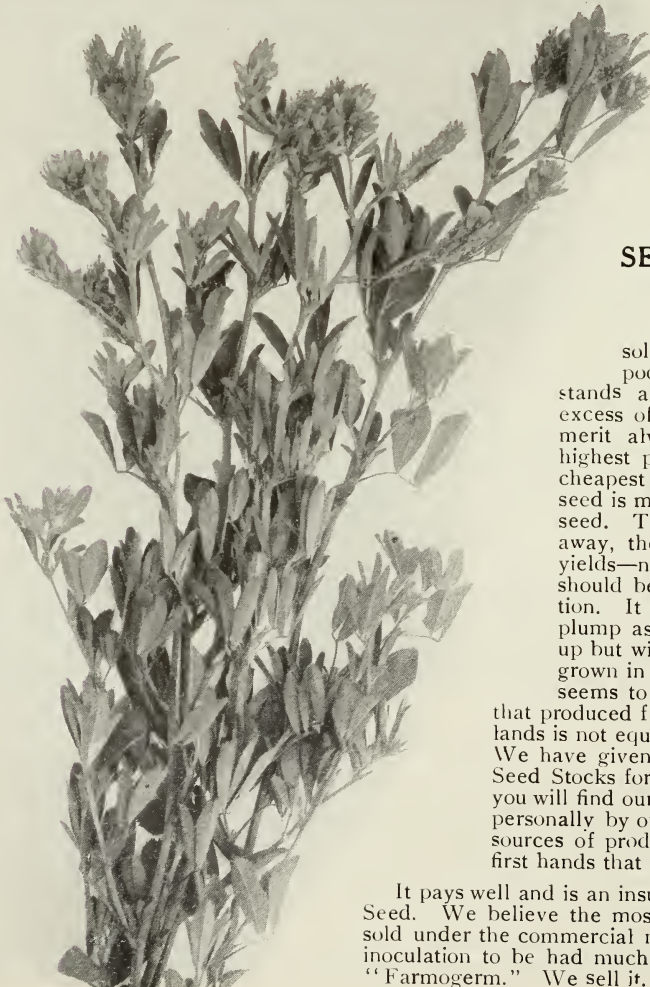 SE
sol
poo
stands a
excess of
merit alw
highest p
cheapest
seed is m
seed. T
away, the
yields—n
should be
tion. It
plump as
up but wi
grown in
seems to
that produced f
lands is not equ
We have given
Seed Stocks for
you will find our
personally by o
sources of prod
first hands that
It pays well and is an insu
Seed. We believe the mos
sold under the commercial n
inoculation to be had much
"Farmogerm." We sell it.